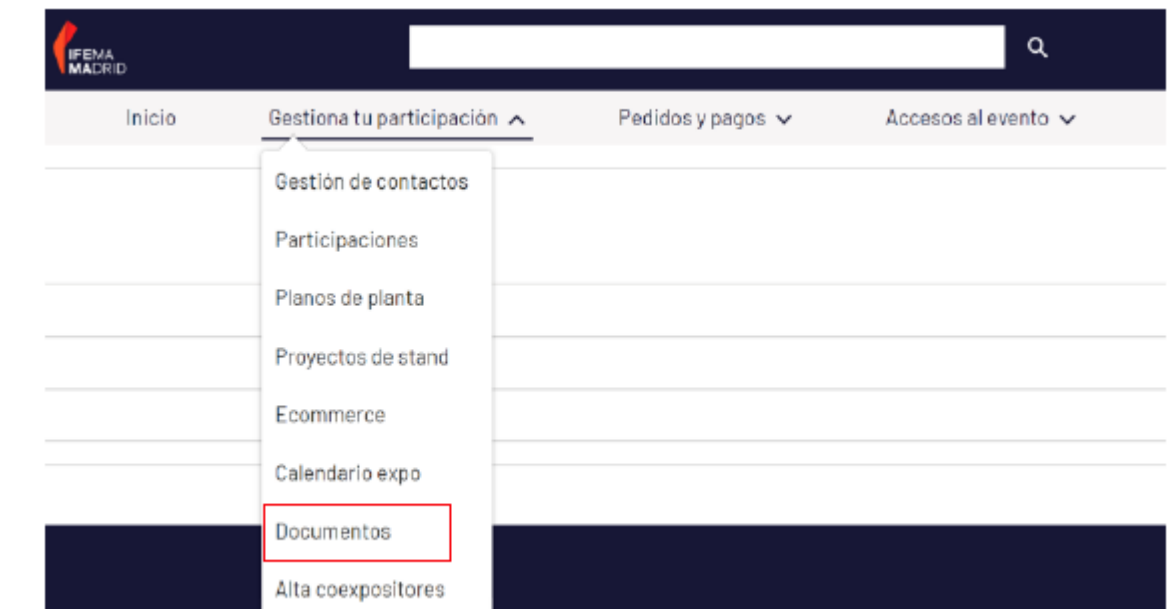 IFEMA
MADRID
Inicio Gestiona tu participación Pedidos y pagos Accesos al evento
Gestión de contactos
Participaciones
Planos de planta
Proyectos de stand
Ecommerce
Calendario expo
Documentos
Alta coexpositores